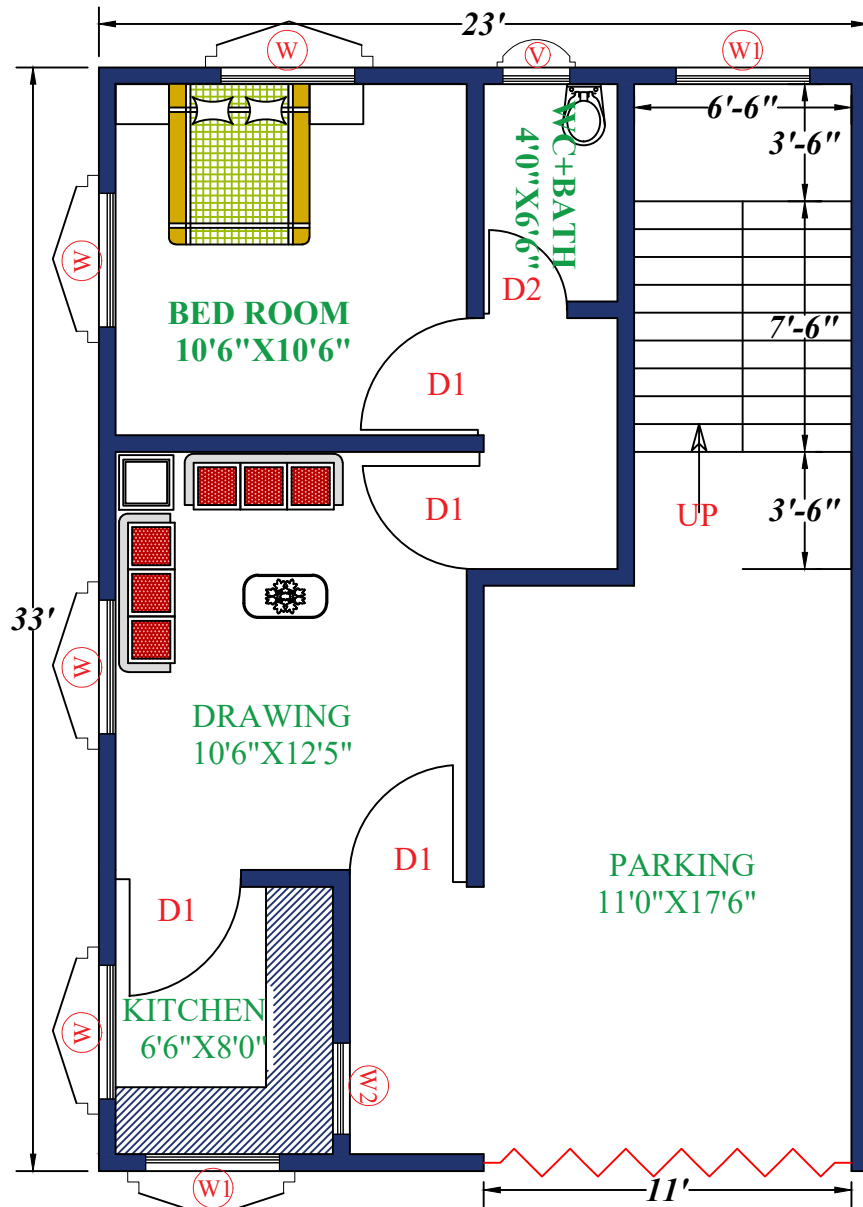 23'
W
V
W1
6'-6"
3'-6"
WC+BATH
4'0"X6'6"
W
D2
BED ROOM
10'6"X10'6"
7'-6"
D1
D1
UP
3'-6"
33'
W
DRAWING
10'6"X12'5"
D1
PARKING
11'0"X17'6"
D1
KITCHEN
6'6"X8'0"
W
W2
W1
11'